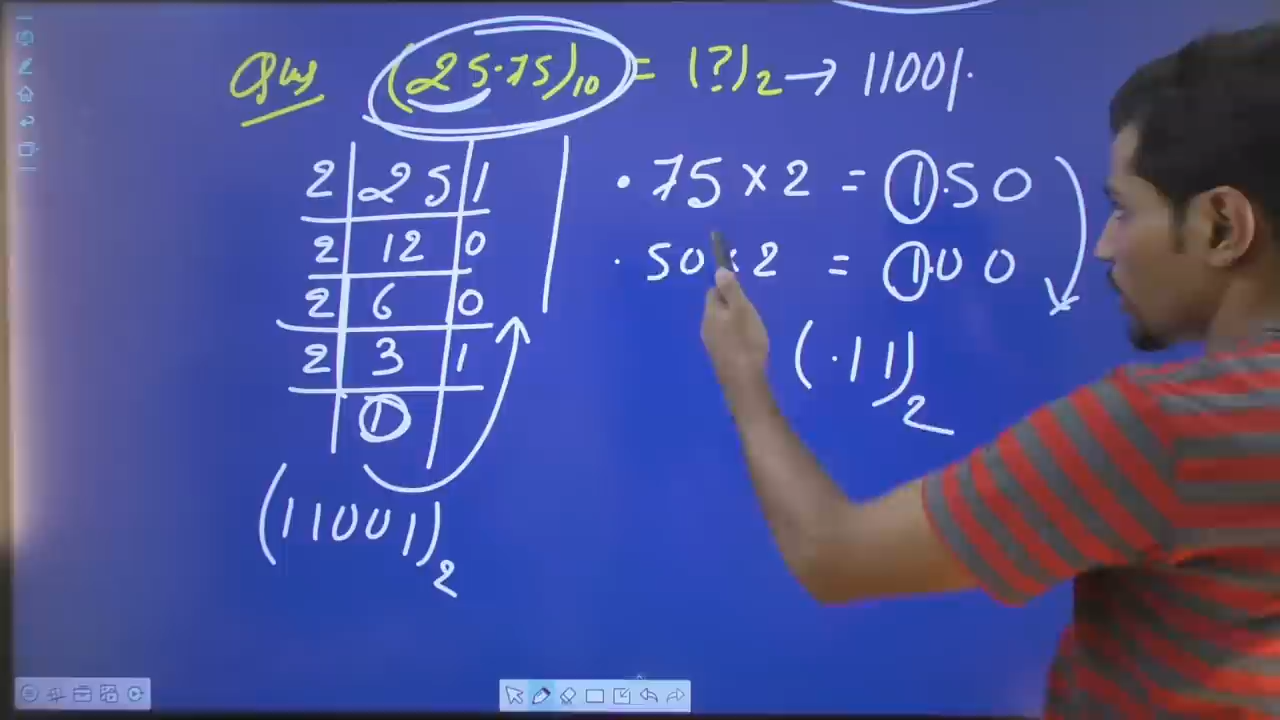 Ques (25.75)10 = (?)2 → 11001.
2 | 25 | 1
2 | 12 | 0
2 | 6 | 0
2 | 3 | 1
1
(11001)2
.75 × 2 = 1.50
.50 × 2 = 1.00
(.11)2